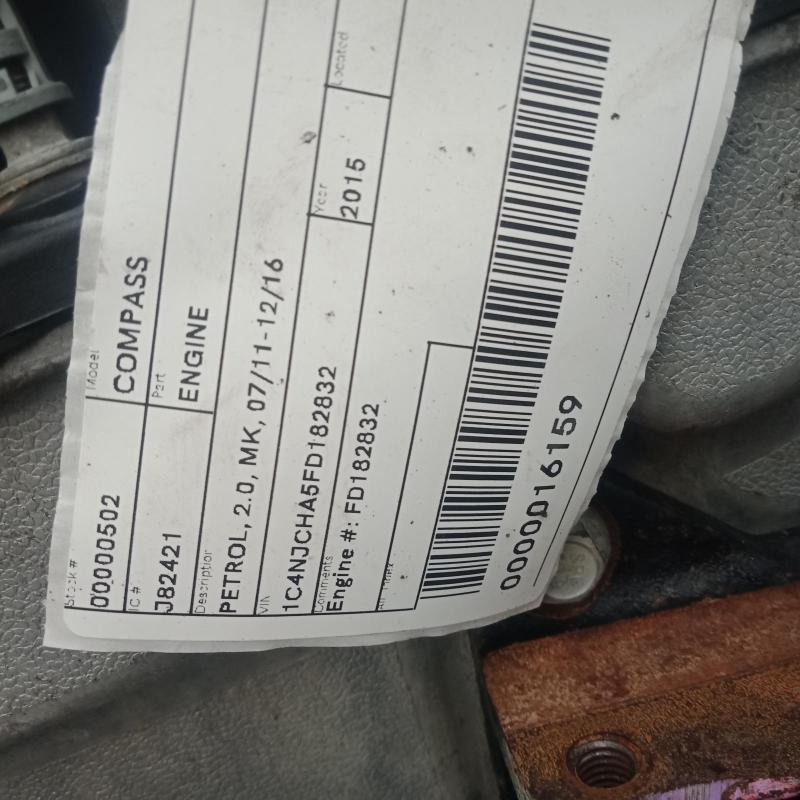 Stock #
00000502
Model
COMPASS
IC #
J82421
Part
ENGINE
Description
PETROL, 2.0, MK, 07/11-12/16
VIN
1C4NJCHA5FD182832
Year
2015
Located
Comments
Engine #: FD182832
0000016159